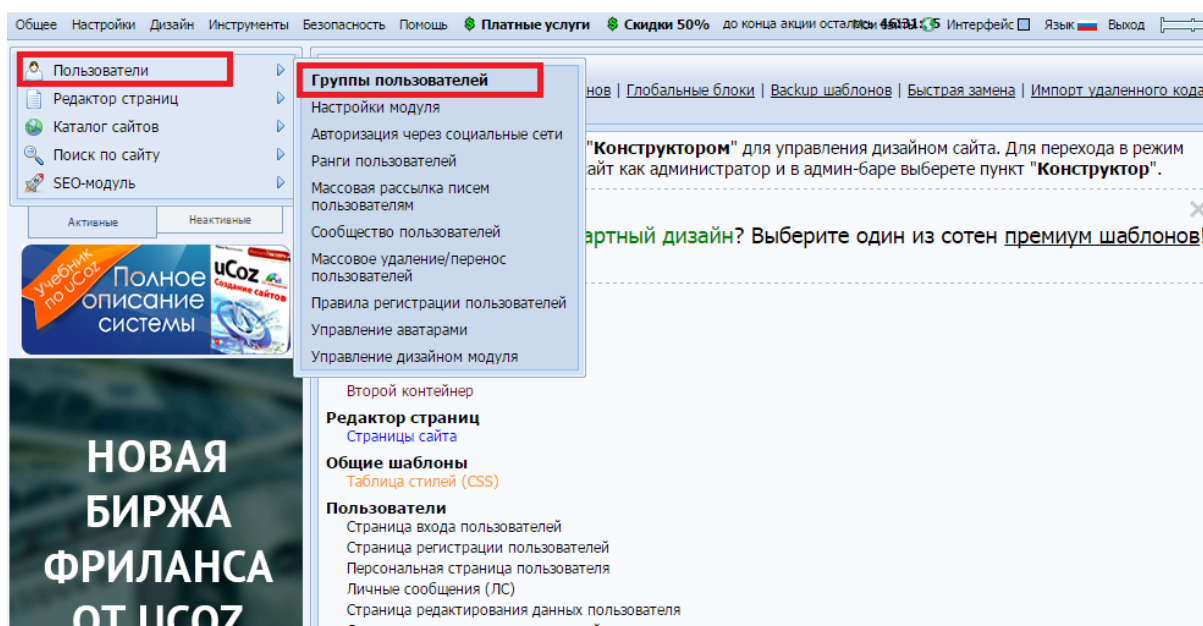 Общее Настройки Дизайн Инструменты Безопасность Помощь $ Платные услуги $ Скидки 50% до конца акции Интерфейс Язык Выход
Пользователи
Редактор страниц
Каталог сайтов
Поиск по сайту
SEO-модуль
Активные Неактивные
Учебник
по uCoz
Полное
описание
системы
uCoz
Создание сайтов
НОВАЯ
БИРЖА
ФРИЛАНСА
ОТ UCOZ
Группы пользователей
Настройки модуля
Авторизация через социальные сети
Ранги пользователей
Массовая рассылка писем
пользователям
Сообщество пользователей
Массовое удаление/перенос
пользователей
Правила регистрации пользователей
Управление аватарами
Управление дизайном модуля
нов | Глобальные блоки | Backup шаблонов | Быстрая замена | Импорт удаленного кода
"Конструктором" для управления дизайном сайта. Для перехода в режим
айт как администратор и в админ-баре выберете пункт "Конструктор".
артный дизайн? Выберите один из сотен премиум шаблонов!
Второй контейнер
Редактор страниц
Страницы сайта
Общие шаблоны
Таблица стилей (CSS)
Пользователи
Страница входа пользователей
Страница регистрации пользователей
Персональная страница пользователя
Личные сообщения (ЛС)
Страница редактирования данных пользователя